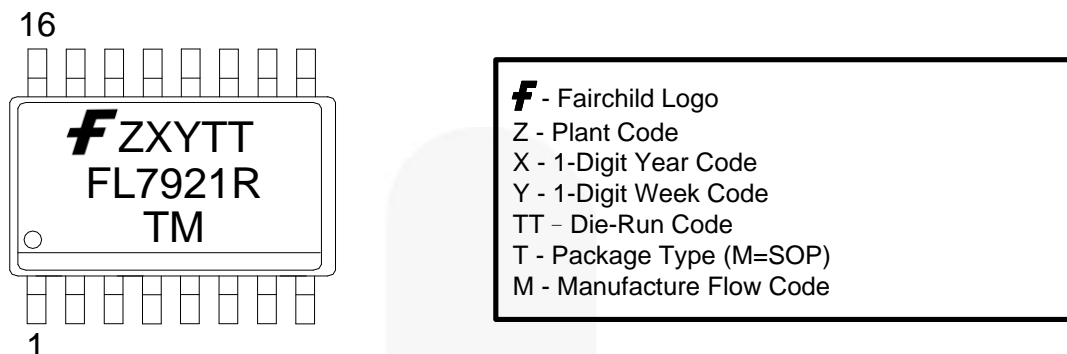 16
ZXYTT
FL7921R
TM
1
- Fairchild Logo
Z - Plant Code
X - 1-Digit Year Code
Y - 1-Digit Week Code
TT - Die-Run Code
T - Package Type (M=SOP)
M - Manufacture Flow Code